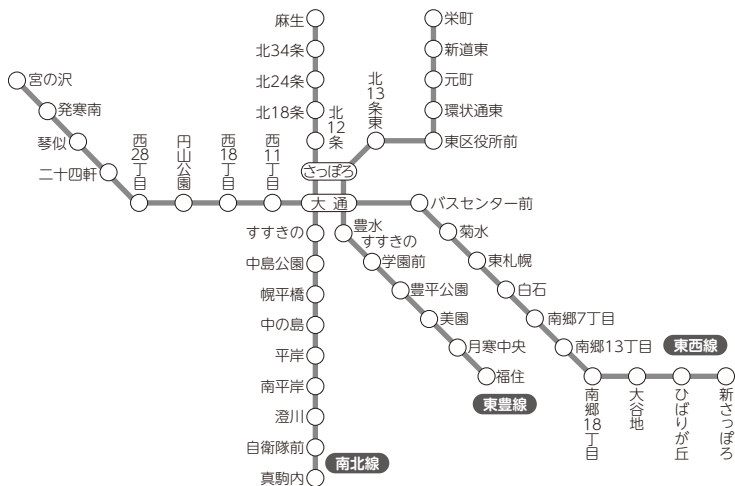 麻生
北34条
北24条
北18条
北12条
さっぽろ
大通
すすきの
中島公園
幌平橋
中の島
平岸
南平岸
澄川
自衛隊前
真駒内
南北線
栄町
新道東
元町
環状通東
東区役所前
北13条東
豊水
すすきの
学園前
豊平公園
美園
月寒中央
福住
東豊線
宮の沢
発寒南
琴似
二十四軒
西28丁目
円山公園
西18丁目
西11丁目
バスセンター前
菊水
東札幌
白石
南郷7丁目
南郷13丁目
南郷18丁目
大谷地
ひばりが丘
新さっぽろ
東西線